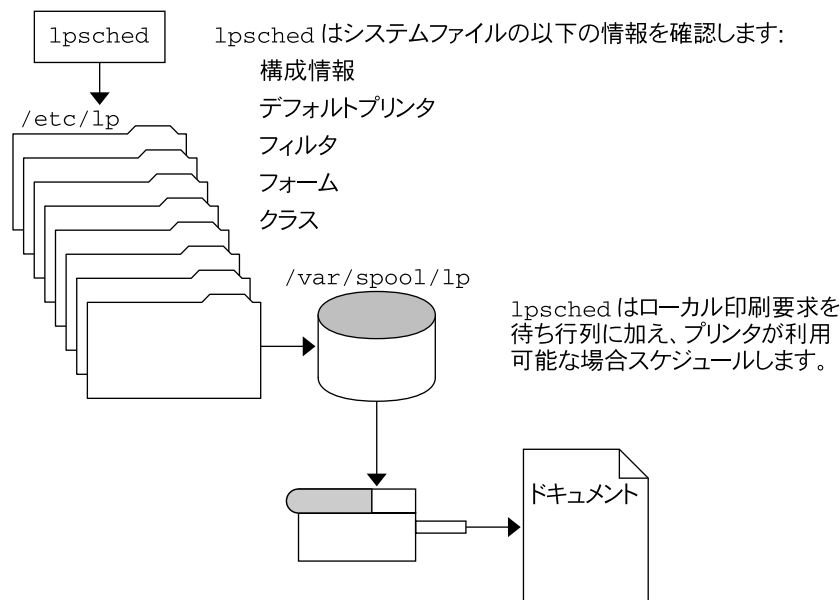 lpsched
lpsched はシステムファイルの以下の情報を確認します:
構成情報
デフォルトプリンタ
フィルタ
フォーム
クラス
/etc/lp
/var/spool/lp
lpsched はローカル印刷要求を
待ち行列に加え、プリンタが利用
可能な場合スケジュールします。
ドキュメント